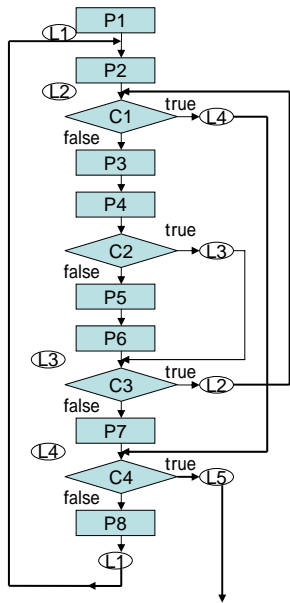 P1
L1
P2
L2
C1 true L4
false
P3
P4
C2 true L3
false
P5
P6
L3
C3 true L2
false
P7
L4
C4 true L5
false
P8
L1